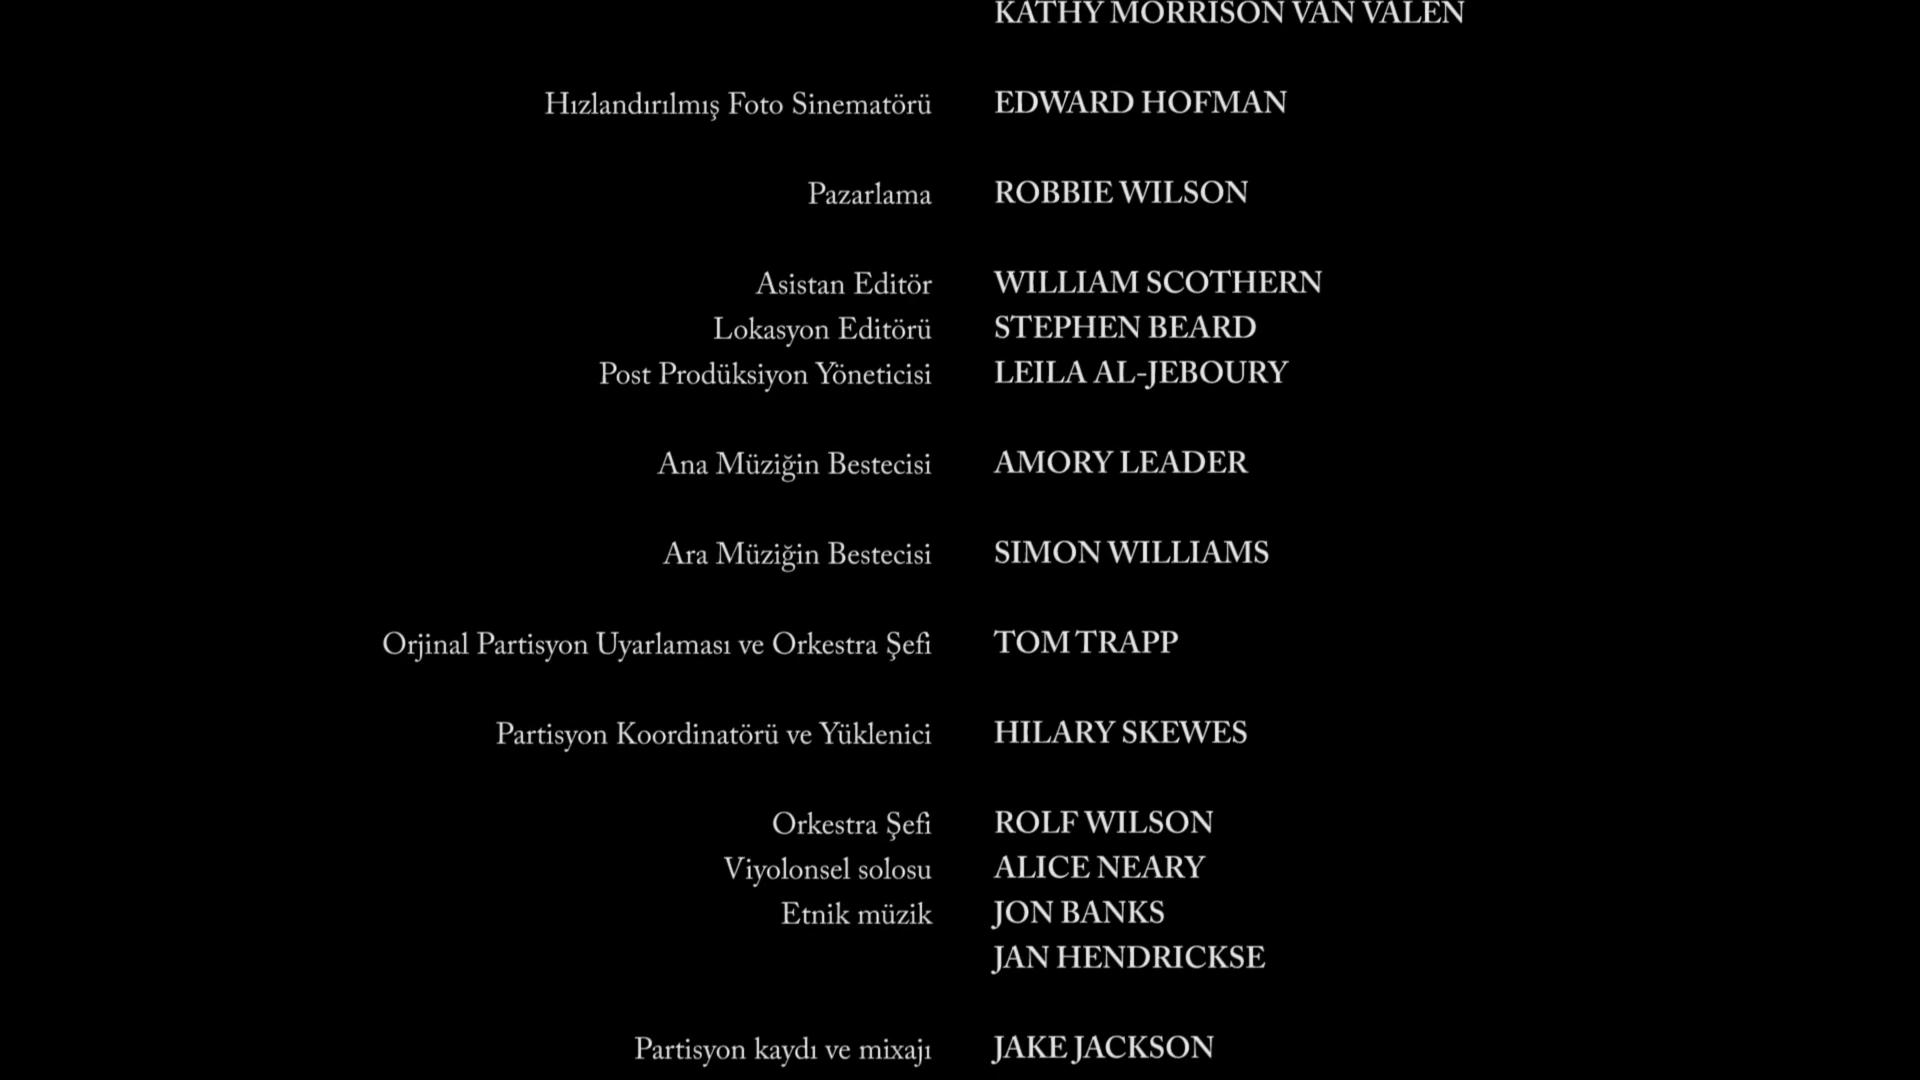 KATHY MORRISON VAN VALEN
Hızlandırılmış Foto Sinematörü EDWARD HOFMAN
Pazarlama ROBBIE WILSON
Asistan Editör WILLIAM SCOTHERN
Lokasyon Editörü STEPHEN BEARD
Post Prodüksiyon Yöneticisi LEILA AL-JEBOURY
Ana Müziğin Bestecisi AMORY LEADER
Ara Müziğin Bestecisi SIMON WILLIAMS
Orjinal Partisyon Uyarlaması ve Orkestra Şefi TOM TRAPP
Partisyon Koordinatörü ve Yüklenici HILARY SKEWES
Orkestra Şefi ROLF WILSON
Viyolonsel solosu ALICE NEARY
Etnik müzik JON BANKS
JAN HENDRICKSE
Partisyon kaydı ve mixajı JAKE JACKSON